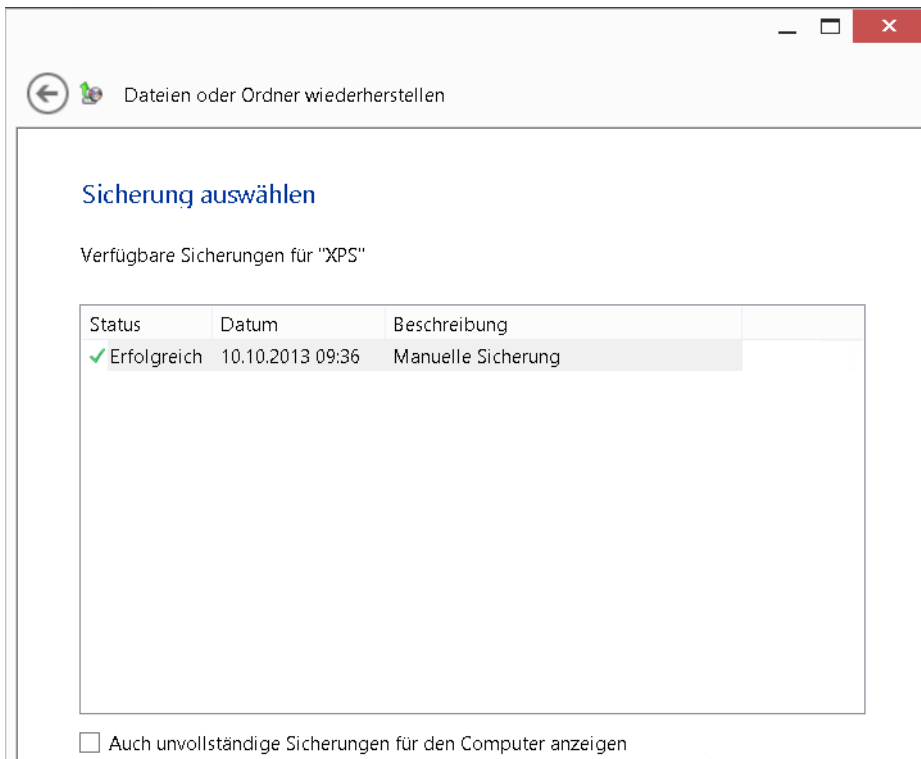 Dateien oder Ordner wiederherstellen
Sicherung auswählen
Verfügbare Sicherungen für "XPS"
Status Datum Beschreibung
Erfolgreich 10.10.2013 09:36 Manuelle Sicherung
Auch unvollständige Sicherungen für den Computer anzeigen